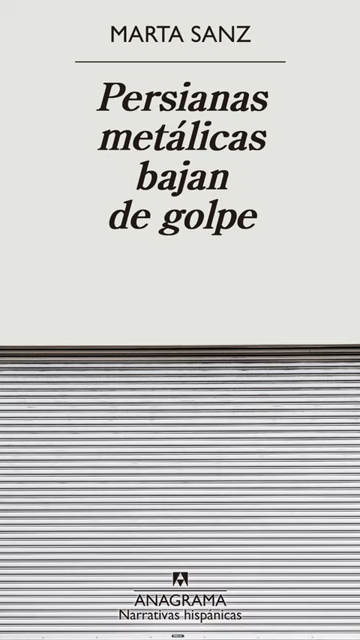 MARTA SANZ
Persianas
metálicas
bajan
de golpe
ANAGRAMA
Narrativas hispánicas